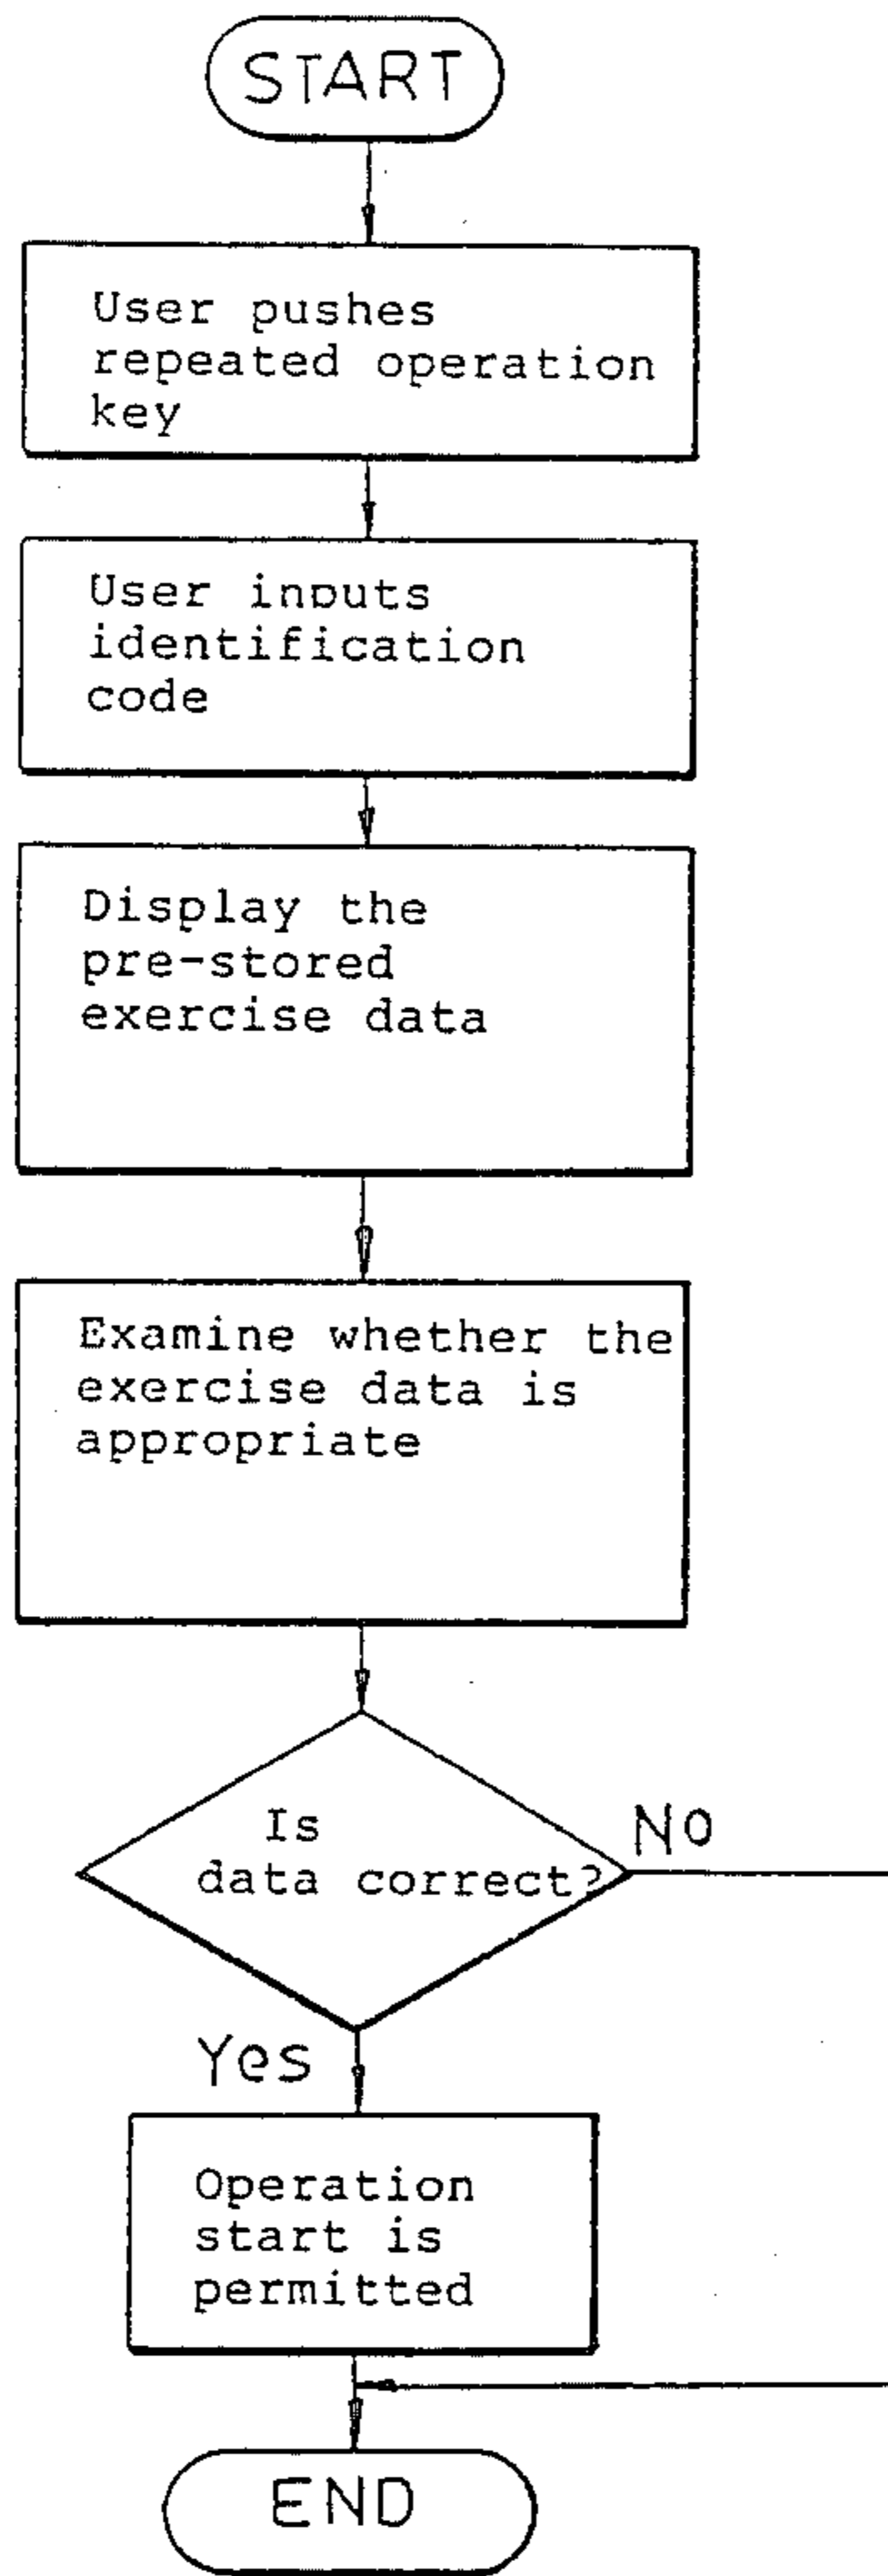 START
User pushes
repeated operation
key
User inputs
identification
code
Display the
pre-stored
exercise data
Examine whether the
exercise data is
appropriate
Is
data correct?
No
Yes
Operation
start is
permitted
END